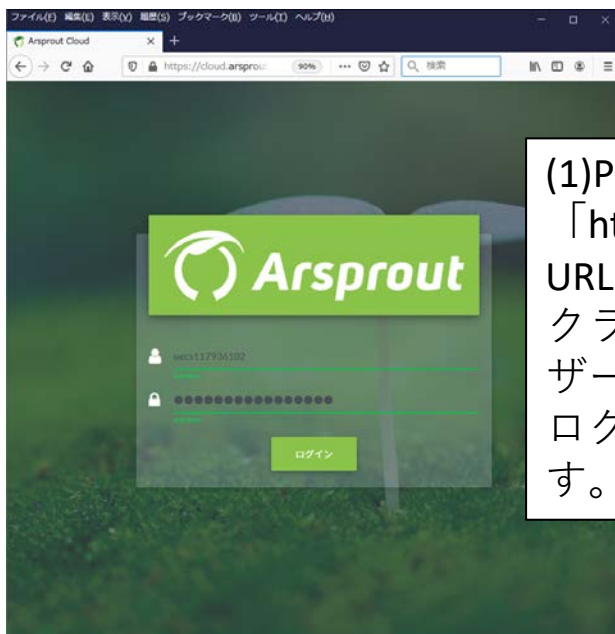 ファイル(F) 編集(E) 表示(V) 履歴(S) ブックマーク(B) ツール(T) ヘルプ(H)
Arsprout Cloud
https://cloud.arsprou
90%
検索
Arsprout
ログイン
(1)P
「ht
URL
クラ
ザー
ログ
す。